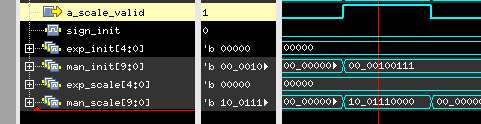 a_scale_valid 1
sign_init 0
exp_init[4:0] 'b 00000 00000
man_init[9:0] 'b 00_0010 00_00000 00_00100111
exp_scale[4:0] 'b 00000 00000
man_scale[9:0] 'b 10_0111 00_00000 10_01110000 00_00000